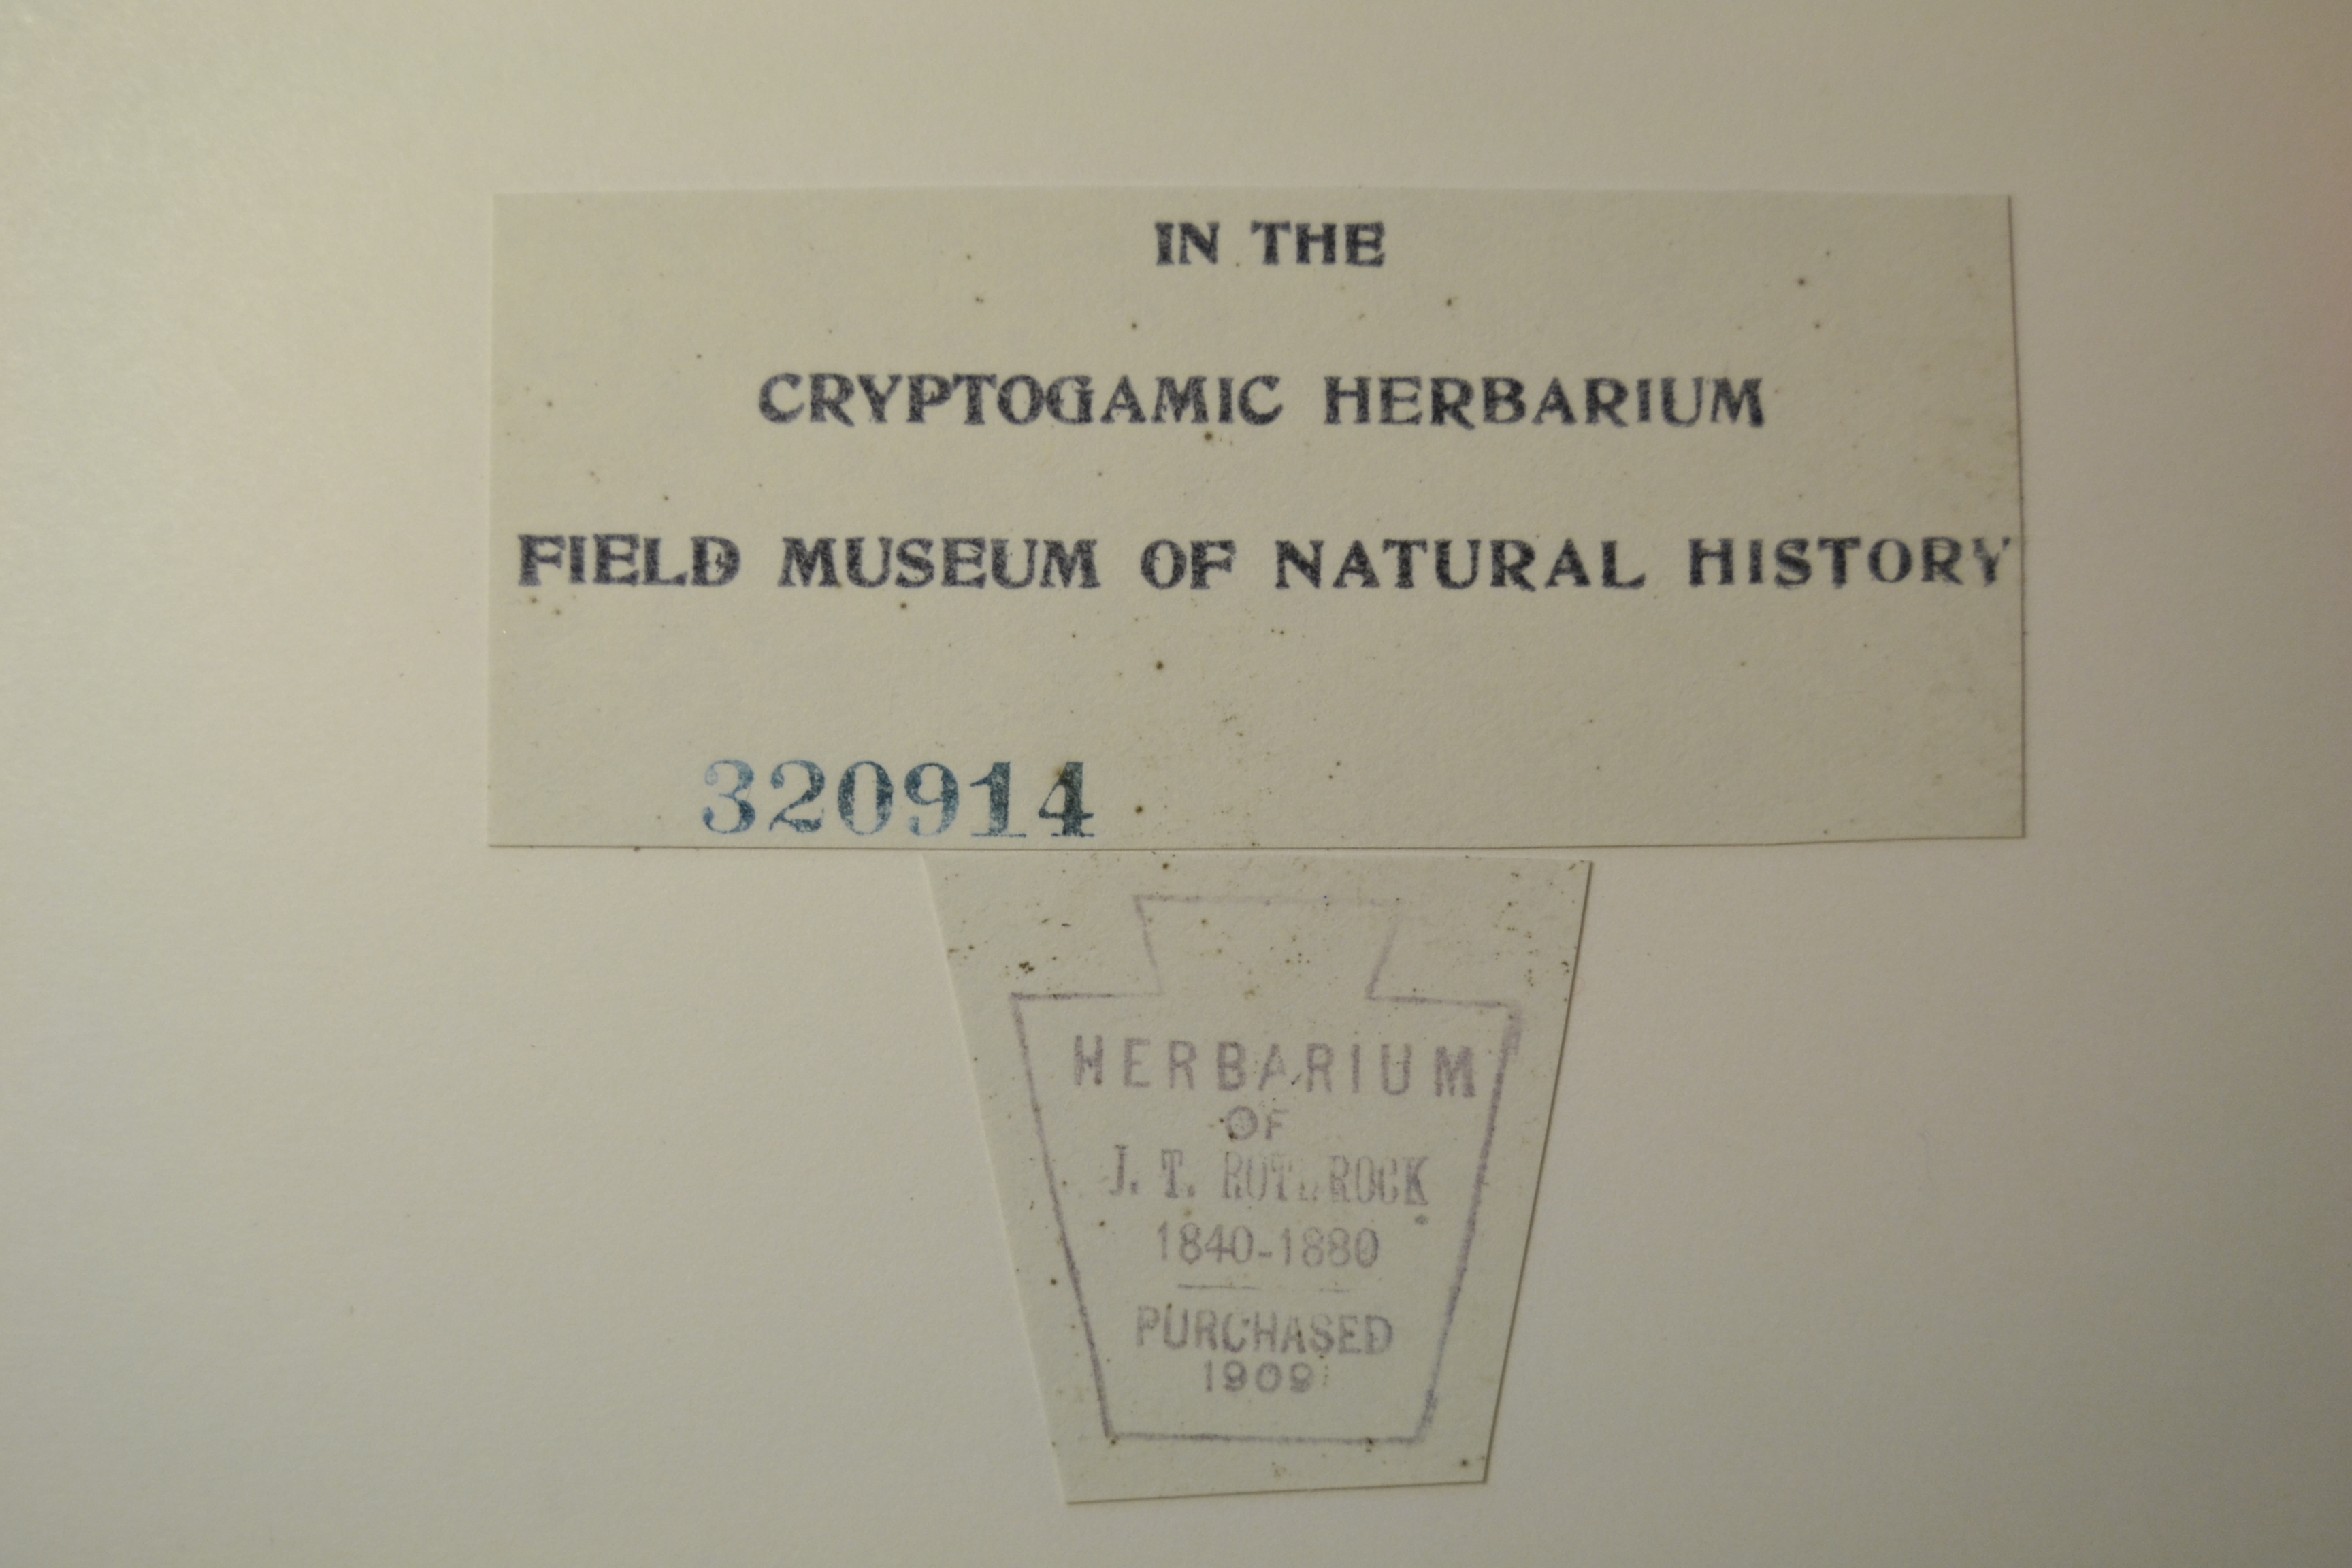 IN THE
CRYPTOGAMIC HERBARIUM
FIELD MUSEUM OF NATURAL HISTORY
320914
HERBARIUM
OF
J. T. ROTHROCK
1840-1880
PURCHASED
1909